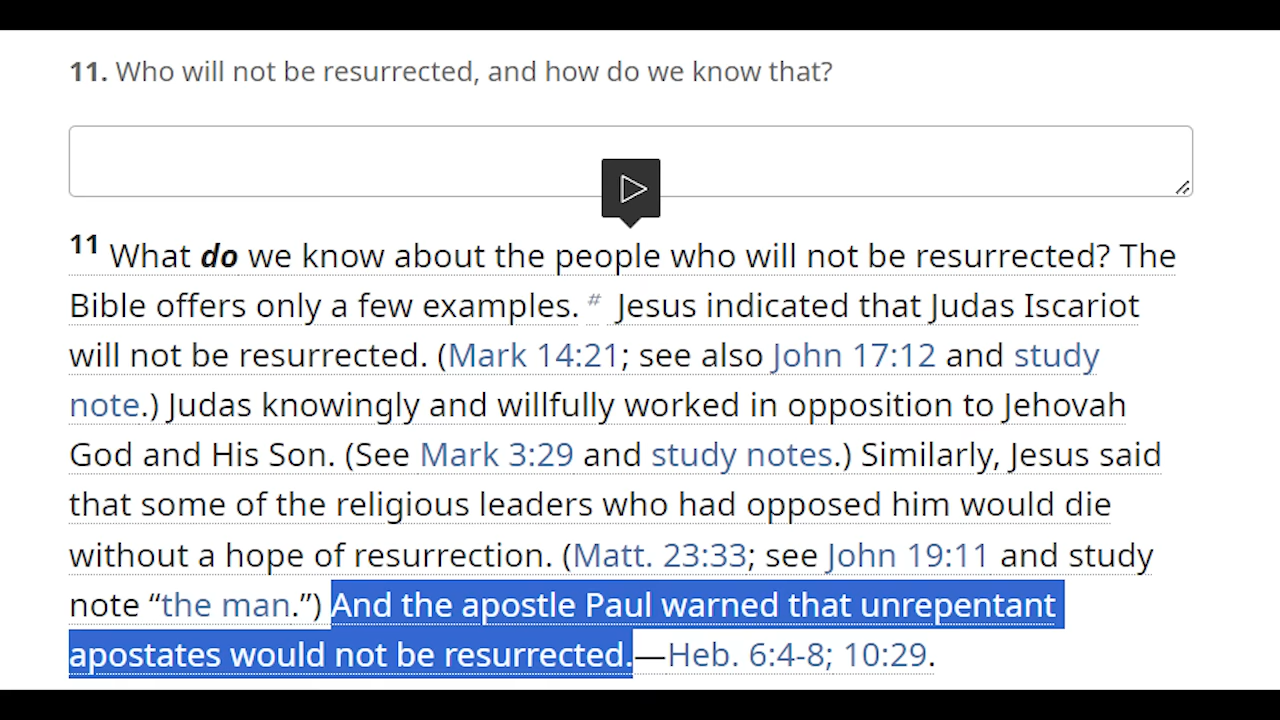 11. Who will not be resurrected, and how do we know that?
11 What do we know about the people who will not be resurrected? The
Bible offers only a few examples. # Jesus indicated that Judas Iscariot
will not be resurrected. (Mark 14:21; see also John 17:12 and study
note.) Judas knowingly and willfully worked in opposition to Jehovah
God and His Son. (See Mark 3:29 and study notes.) Similarly, Jesus said
that some of the religious leaders who had opposed him would die
without a hope of resurrection. (Matt. 23:33; see John 19:11 and study
note “the man.”) And the apostle Paul warned that unrepentant
apostates would not be resurrected.—Heb. 6:4-8; 10:29.